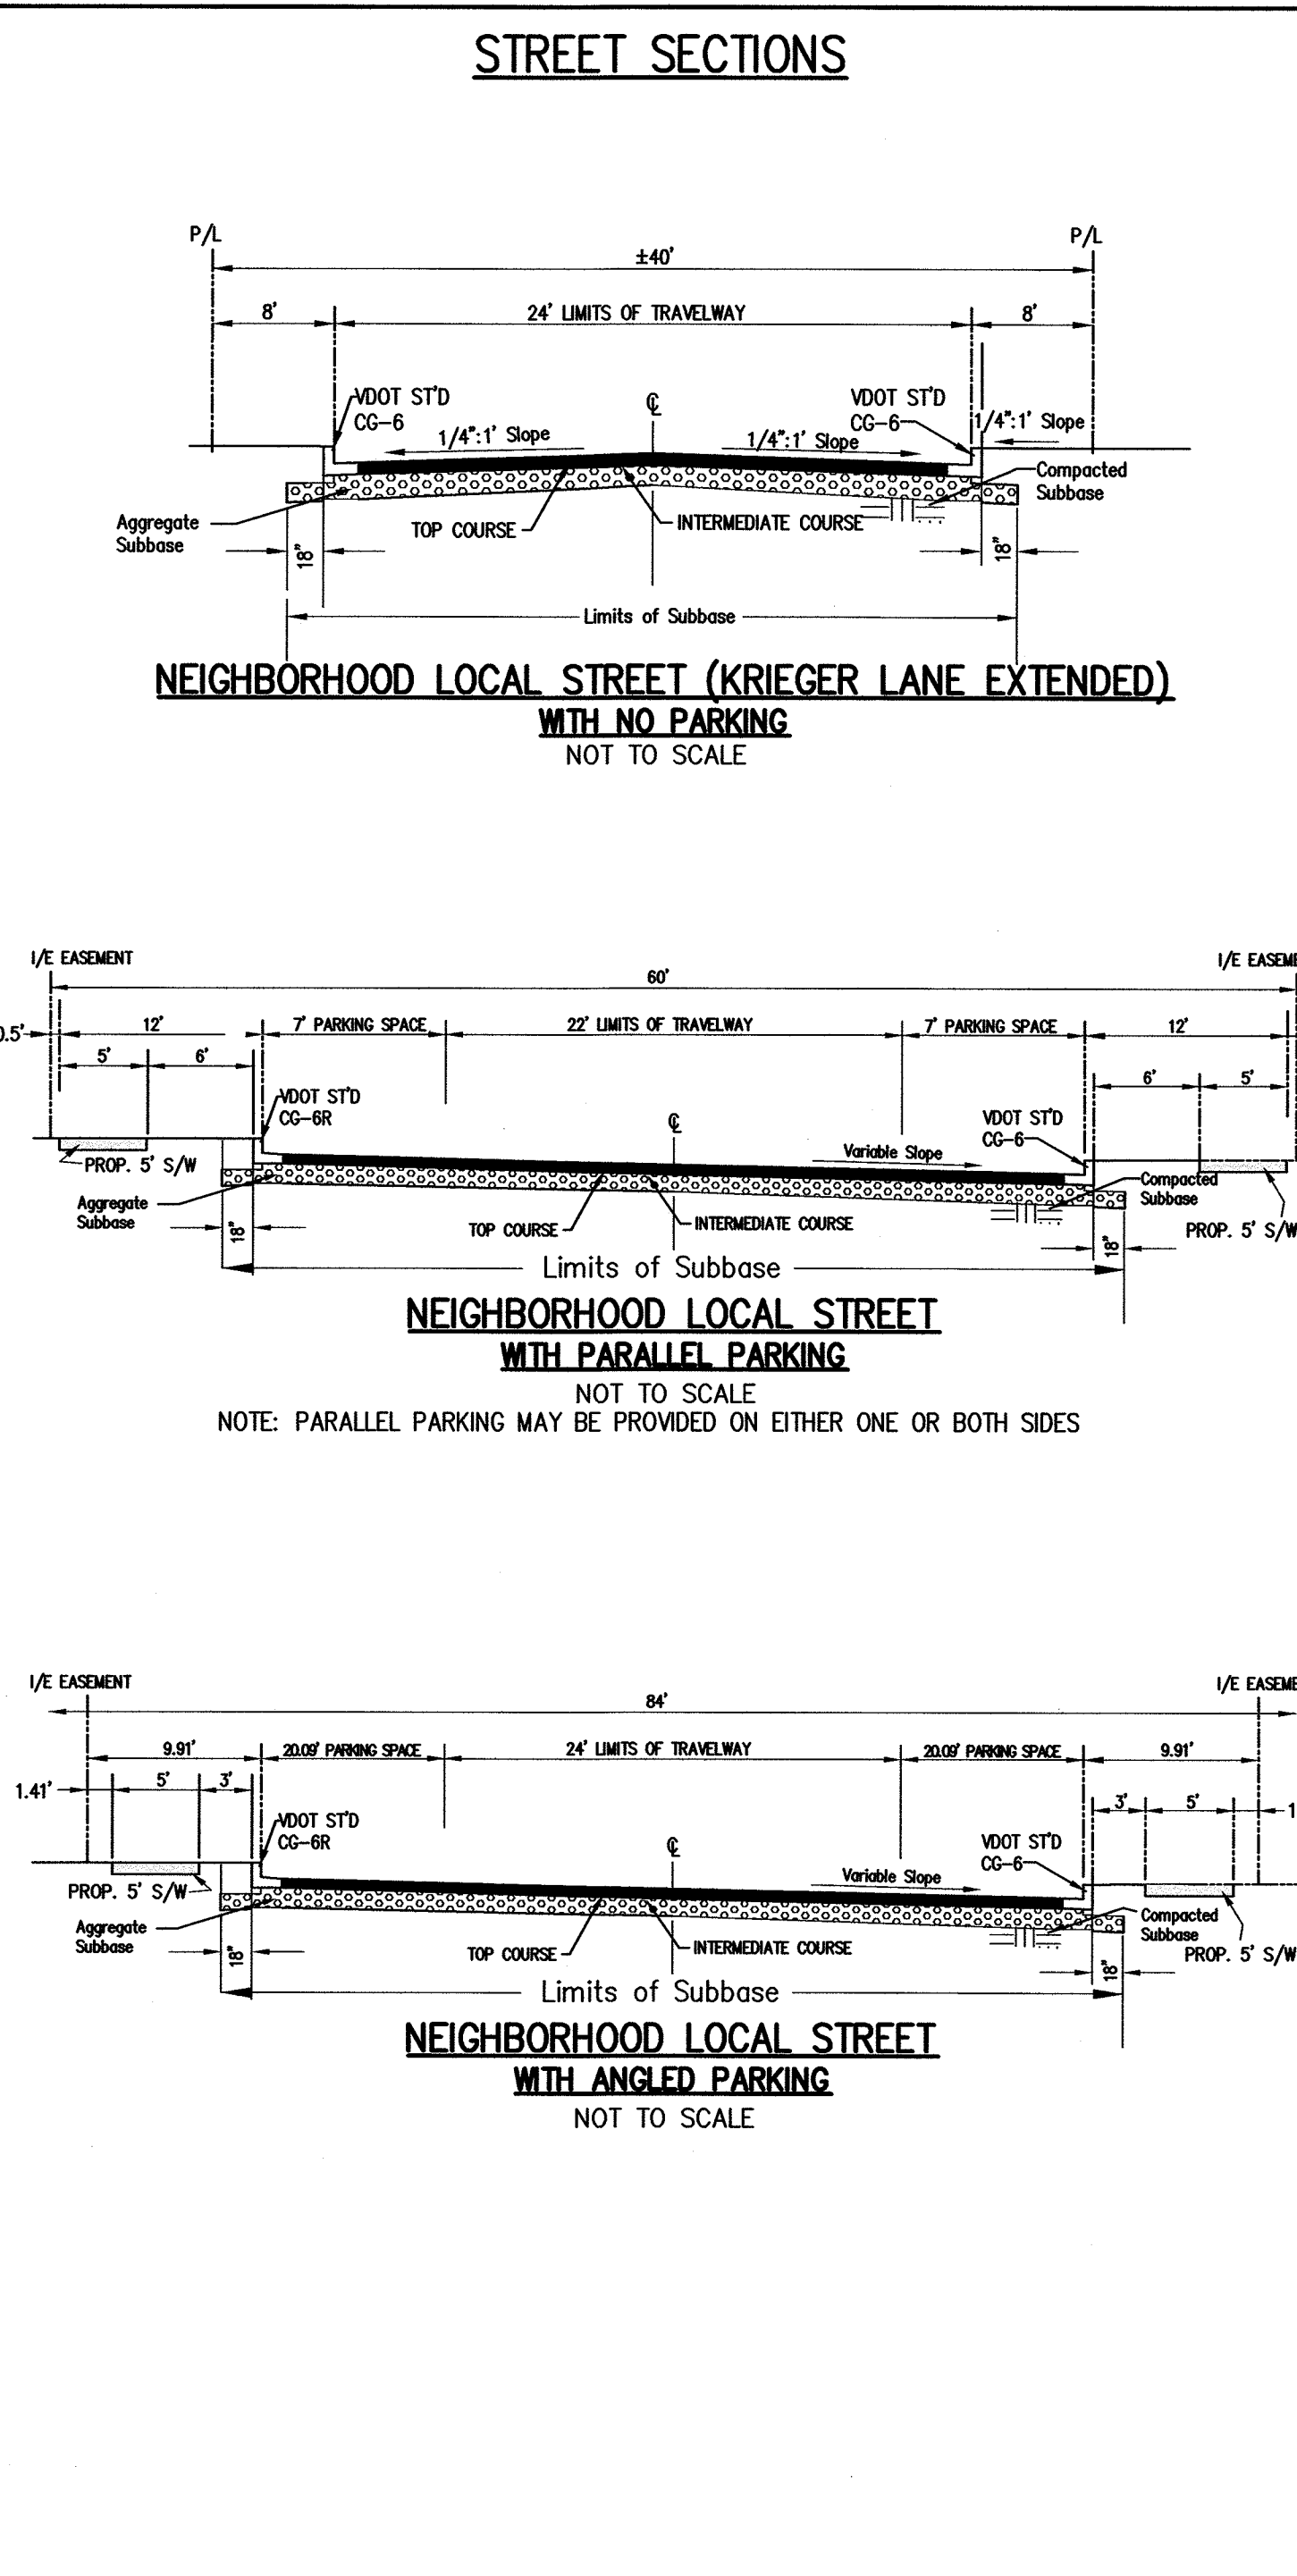 STREET SECTIONS
P/L
P/L
±40'
8'
24' LIMITS OF TRAVELWAY
8'
VDOT ST'D
CG-6
VDOT ST'D
CG-6
℄
1/4":1' Slope
1/4":1' Slope
1/4":1' Slope
Compacted
Subbase
Aggregate
Subbase
TOP COURSE
INTERMEDIATE COURSE
18"
18"
Limits of Subbase
NEIGHBORHOOD LOCAL STREET (KRIEGER LANE EXTENDED)
WITH NO PARKING
NOT TO SCALE
I/E EASEMENT
I/E EASEME
60'
0.5'
12'
7' PARKING SPACE
22' LIMITS OF TRAVELWAY
7' PARKING SPACE
12'
5'
6'
6'
5'
VDOT ST'D
CG-6R
℄
VDOT ST'D
CG-6
Variable Slope
PROP. 5' S/W
Compacted
Subbase
Aggregate
Subbase
TOP COURSE
INTERMEDIATE COURSE
PROP. 5' S/W
18"
18"
Limits of Subbase
NEIGHBORHOOD LOCAL STREET
WITH PARALLEL PARKING
NOT TO SCALE
NOTE: PARALLEL PARKING MAY BE PROVIDED ON EITHER ONE OR BOTH SIDES
I/E EASEMENT
I/E EASEME
84'
9.91'
20.09' PARKING SPACE
24' LIMITS OF TRAVELWAY
20.09' PARKING SPACE
9.91'
1.41'
5'
3'
3'
5'
1
VDOT ST'D
CG-6R
℄
VDOT ST'D
CG-6
Variable Slope
PROP. 5' S/W
Compacted
Subbase
Aggregate
Subbase
TOP COURSE
INTERMEDIATE COURSE
PROP. 5' S/W
18"
18"
Limits of Subbase
NEIGHBORHOOD LOCAL STREET
WITH ANGLED PARKING
NOT TO SCALE